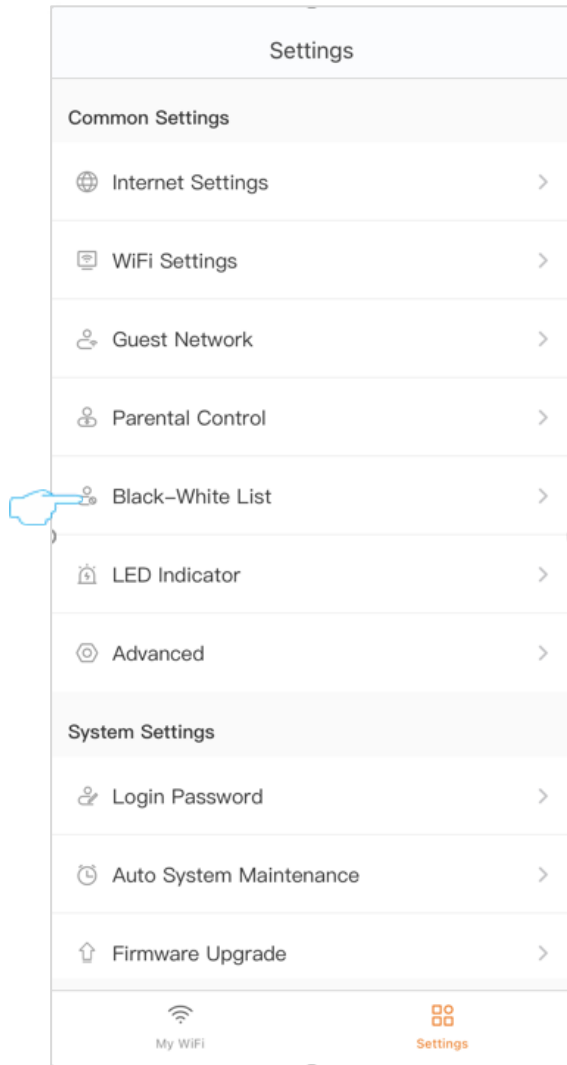 Settings
Common Settings
Internet Settings
WiFi Settings
Guest Network
Parental Control
Black–White List
LED Indicator
Advanced
System Settings
Login Password
Auto System Maintenance
Firmware Upgrade
My WiFi
Settings